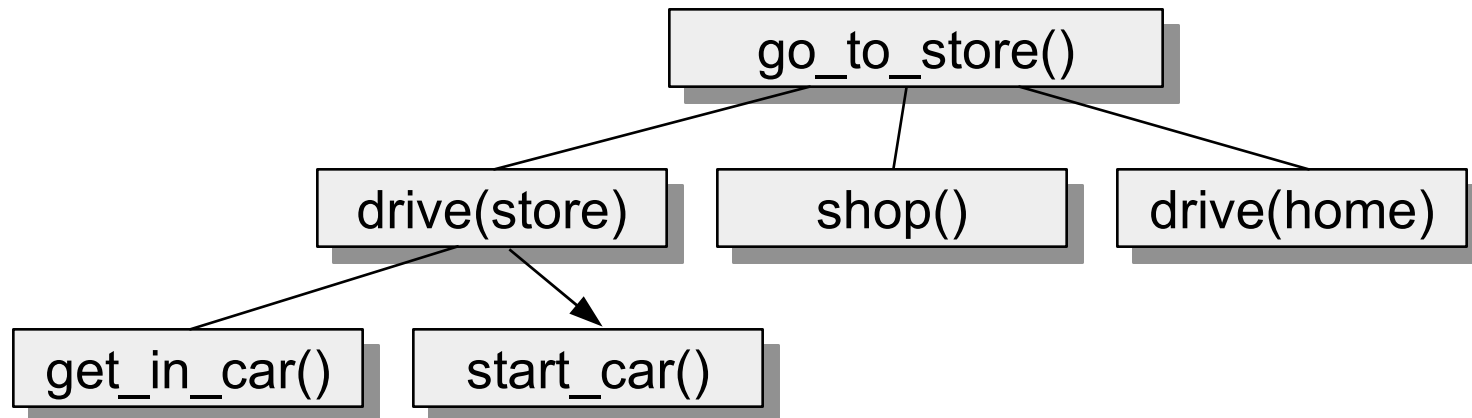 go_to_store()
drive(store)
shop()
drive(home)
get_in_car()
start_car()